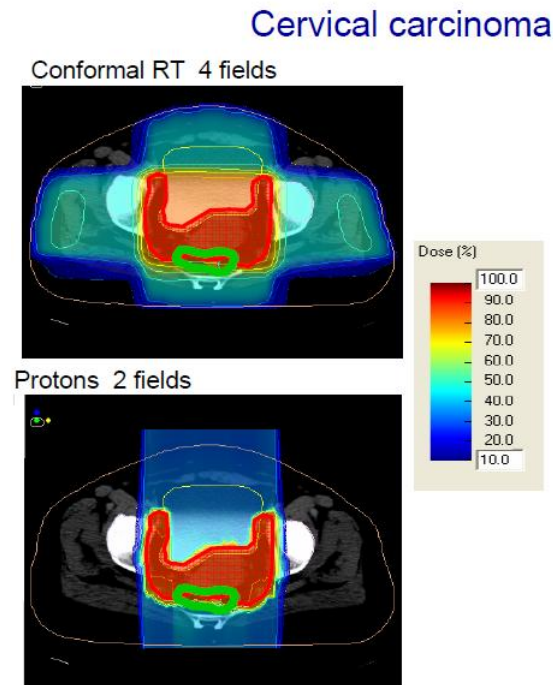 Cervical carcinoma
Conformal RT 4 fields
Dose (%)
100.0
90.0
80.0
70.0
60.0
50.0
40.0
30.0
20.0
10.0
Protons 2 fields